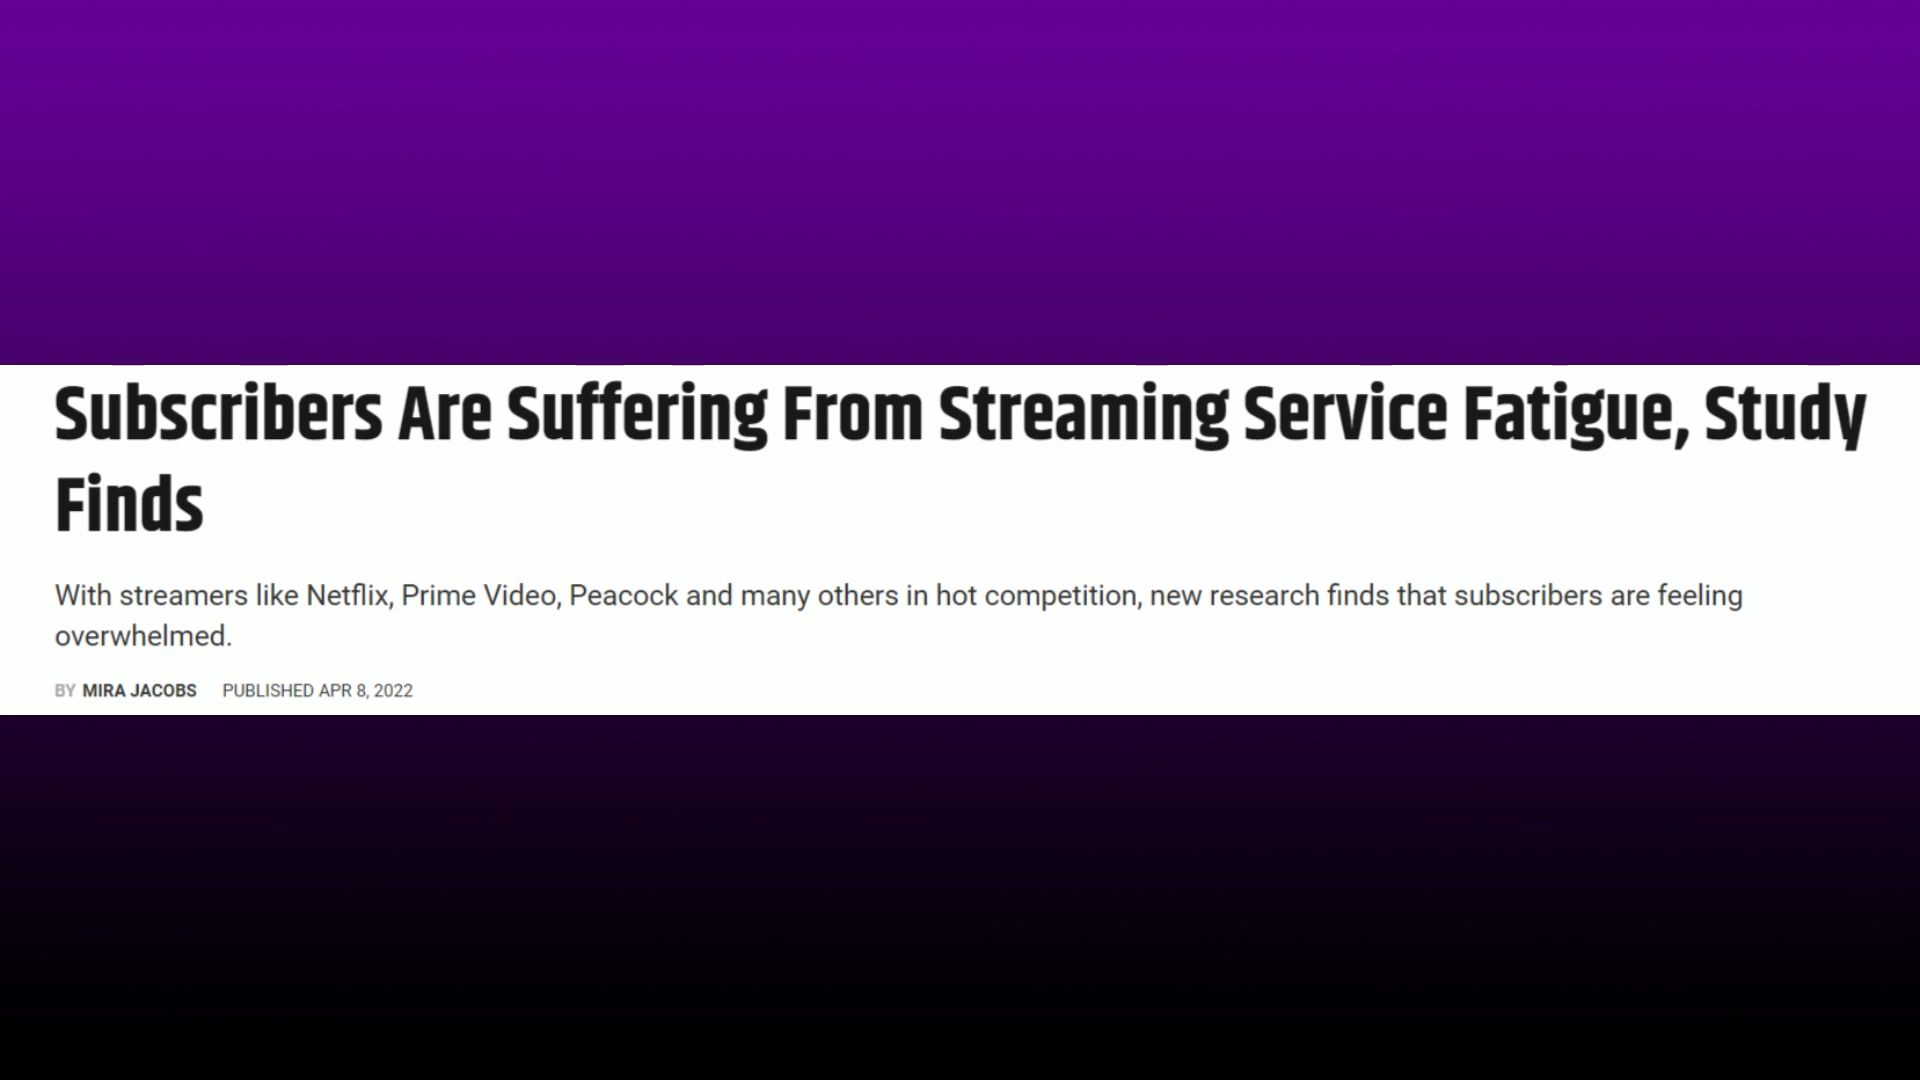 Subscribers Are Suffering From Streaming Service Fatigue, Study
Finds
With streamers like Netflix, Prime Video, Peacock and many others in hot competition, new research finds that subscribers are feeling
overwhelmed.
BY MIRA JACOBS PUBLISHED APR 8, 2022